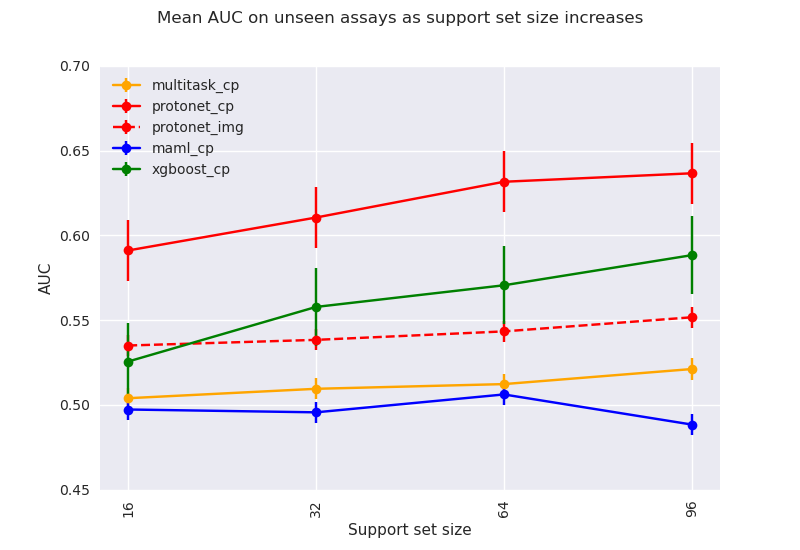 Mean AUC on unseen assays as support set size increases
0.70
0.65
0.60
0.55
0.50
0.45
AUC
multitask_cp
protonet_cp
protonet_img
maml_cp
xgboost_cp
16
32
64
96
Support set size